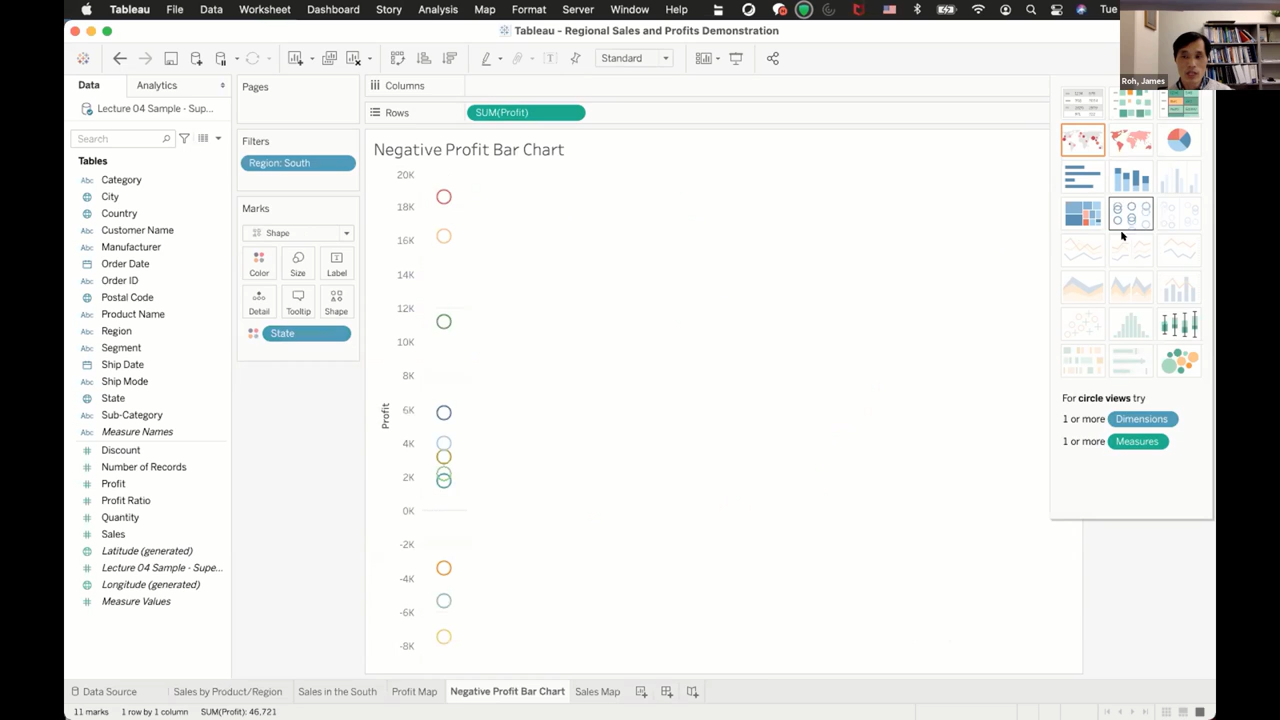 Tableau File Data Worksheet Dashboard Story Analysis Map Format Server Window Help Tue
Tableau - Regional Sales and Profits Demonstration
Standard
Roh, James
Data Analytics
Lecture 04 Sample - Sup...
Search
Tables
Category
City
Country
Customer Name
Manufacturer
Order Date
Order ID
Postal Code
Product Name
Region
Segment
Ship Date
Ship Mode
State
Sub-Category
Measure Names
Discount
Number of Records
Profit
Profit Ratio
Quantity
Sales
Latitude (generated)
Lecture 04 Sample - Supe...
Longitude (generated)
Measure Values
Pages
Filters
Region: South
Marks
Shape
Color Size Label
Detail Tooltip Shape
State
Columns
Rows SUM(Profit)
Negative Profit Bar Chart
20K
18K
16K
14K
12K
10K
8K
6K
4K
2K
0K
-2K
-4K
-6K
-8K
Profit
For circle views try
1 or more Dimensions
1 or more Measures
Data Source Sales by Product/Region Sales in the South Profit Map Negative Profit Bar Chart Sales Map
11 marks 1 row by 1 column SUM(Profit): 46,721